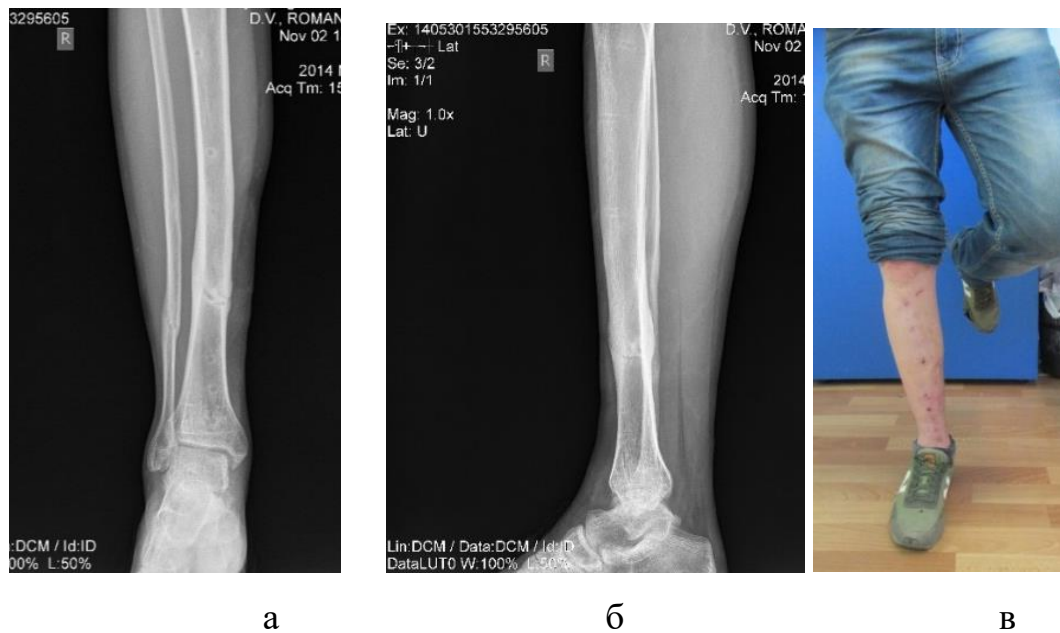 3295605
R
D.V., ROMAN
Nov 02 1
2014
Acq Tm: 15
:DCM / Id:ID
00% L:50%
Ex: 1405301553295605
Lat
Se: 3/2
Im: 1/1
Mag: 1.0x
Lat: U
R
D.V., ROMA
Nov 02
2014
Acq Tm:
Lin:DCM / Data:DCM / Id:ID
DataLUT0 W:100% L:50%
а
б
в